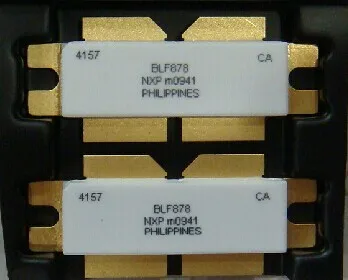 4157 CA
BLF878
NXP m0941
PHILIPPINES
4157 CA
BLF878
NXP m0941
PHILIPPINES